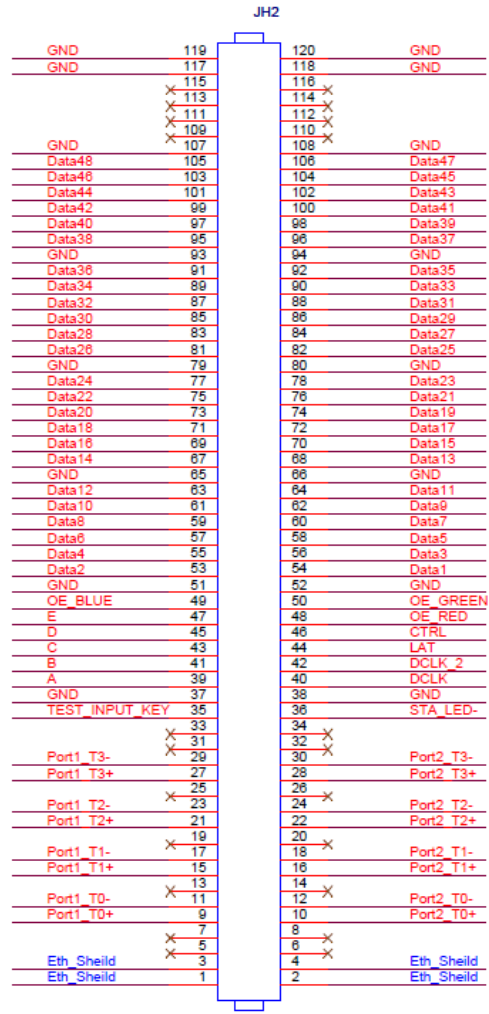 JH2
GND 119 120 GND
GND 117 118 GND
115 116
113 114
111 112
109 110
GND 107 108 GND
Data48 105 106 Data47
Data46 103 104 Data45
Data44 101 102 Data43
Data42 99 100 Data41
Data40 97 98 Data39
Data38 95 96 Data37
GND 93 94 GND
Data36 91 92 Data35
Data34 89 90 Data33
Data32 87 88 Data31
Data30 85 86 Data29
Data28 83 84 Data27
Data26 81 82 Data25
GND 79 80 GND
Data24 77 78 Data23
Data22 75 76 Data21
Data20 73 74 Data19
Data18 71 72 Data17
Data16 69 70 Data15
Data14 67 68 Data13
GND 65 66 GND
Data12 63 64 Data11
Data10 61 62 Data9
Data8 59 60 Data7
Data6 57 58 Data5
Data4 55 56 Data3
Data2 53 54 Data1
GND 51 52 GND
OE_BLUE 49 50 OE_GREEN
E 47 48 OE_RED
D 45 46 CTRL
C 43 44 LAT
B 41 42 DCLK_2
A 39 40 DCLK
GND 37 38 GND
TEST_INPUT_KEY 35 36 STA_LED-
33 34
31 32
Port1_T3- 29 30 Port2_T3-
Port1_T3+ 27 28 Port2_T3+
25 26
Port1_T2- 23 24 Port2_T2-
Port1_T2+ 21 22 Port2_T2+
19 20
Port1_T1- 17 18 Port2_T1-
Port1_T1+ 15 16 Port2_T1+
13 14
Port1_T0- 11 12 Port2_T0-
Port1_T0+ 9 10 Port2_T0+
7 8
5 6
Eth_Sheild 3 4 Eth_Sheild
Eth_Sheild 1 2 Eth_Sheild